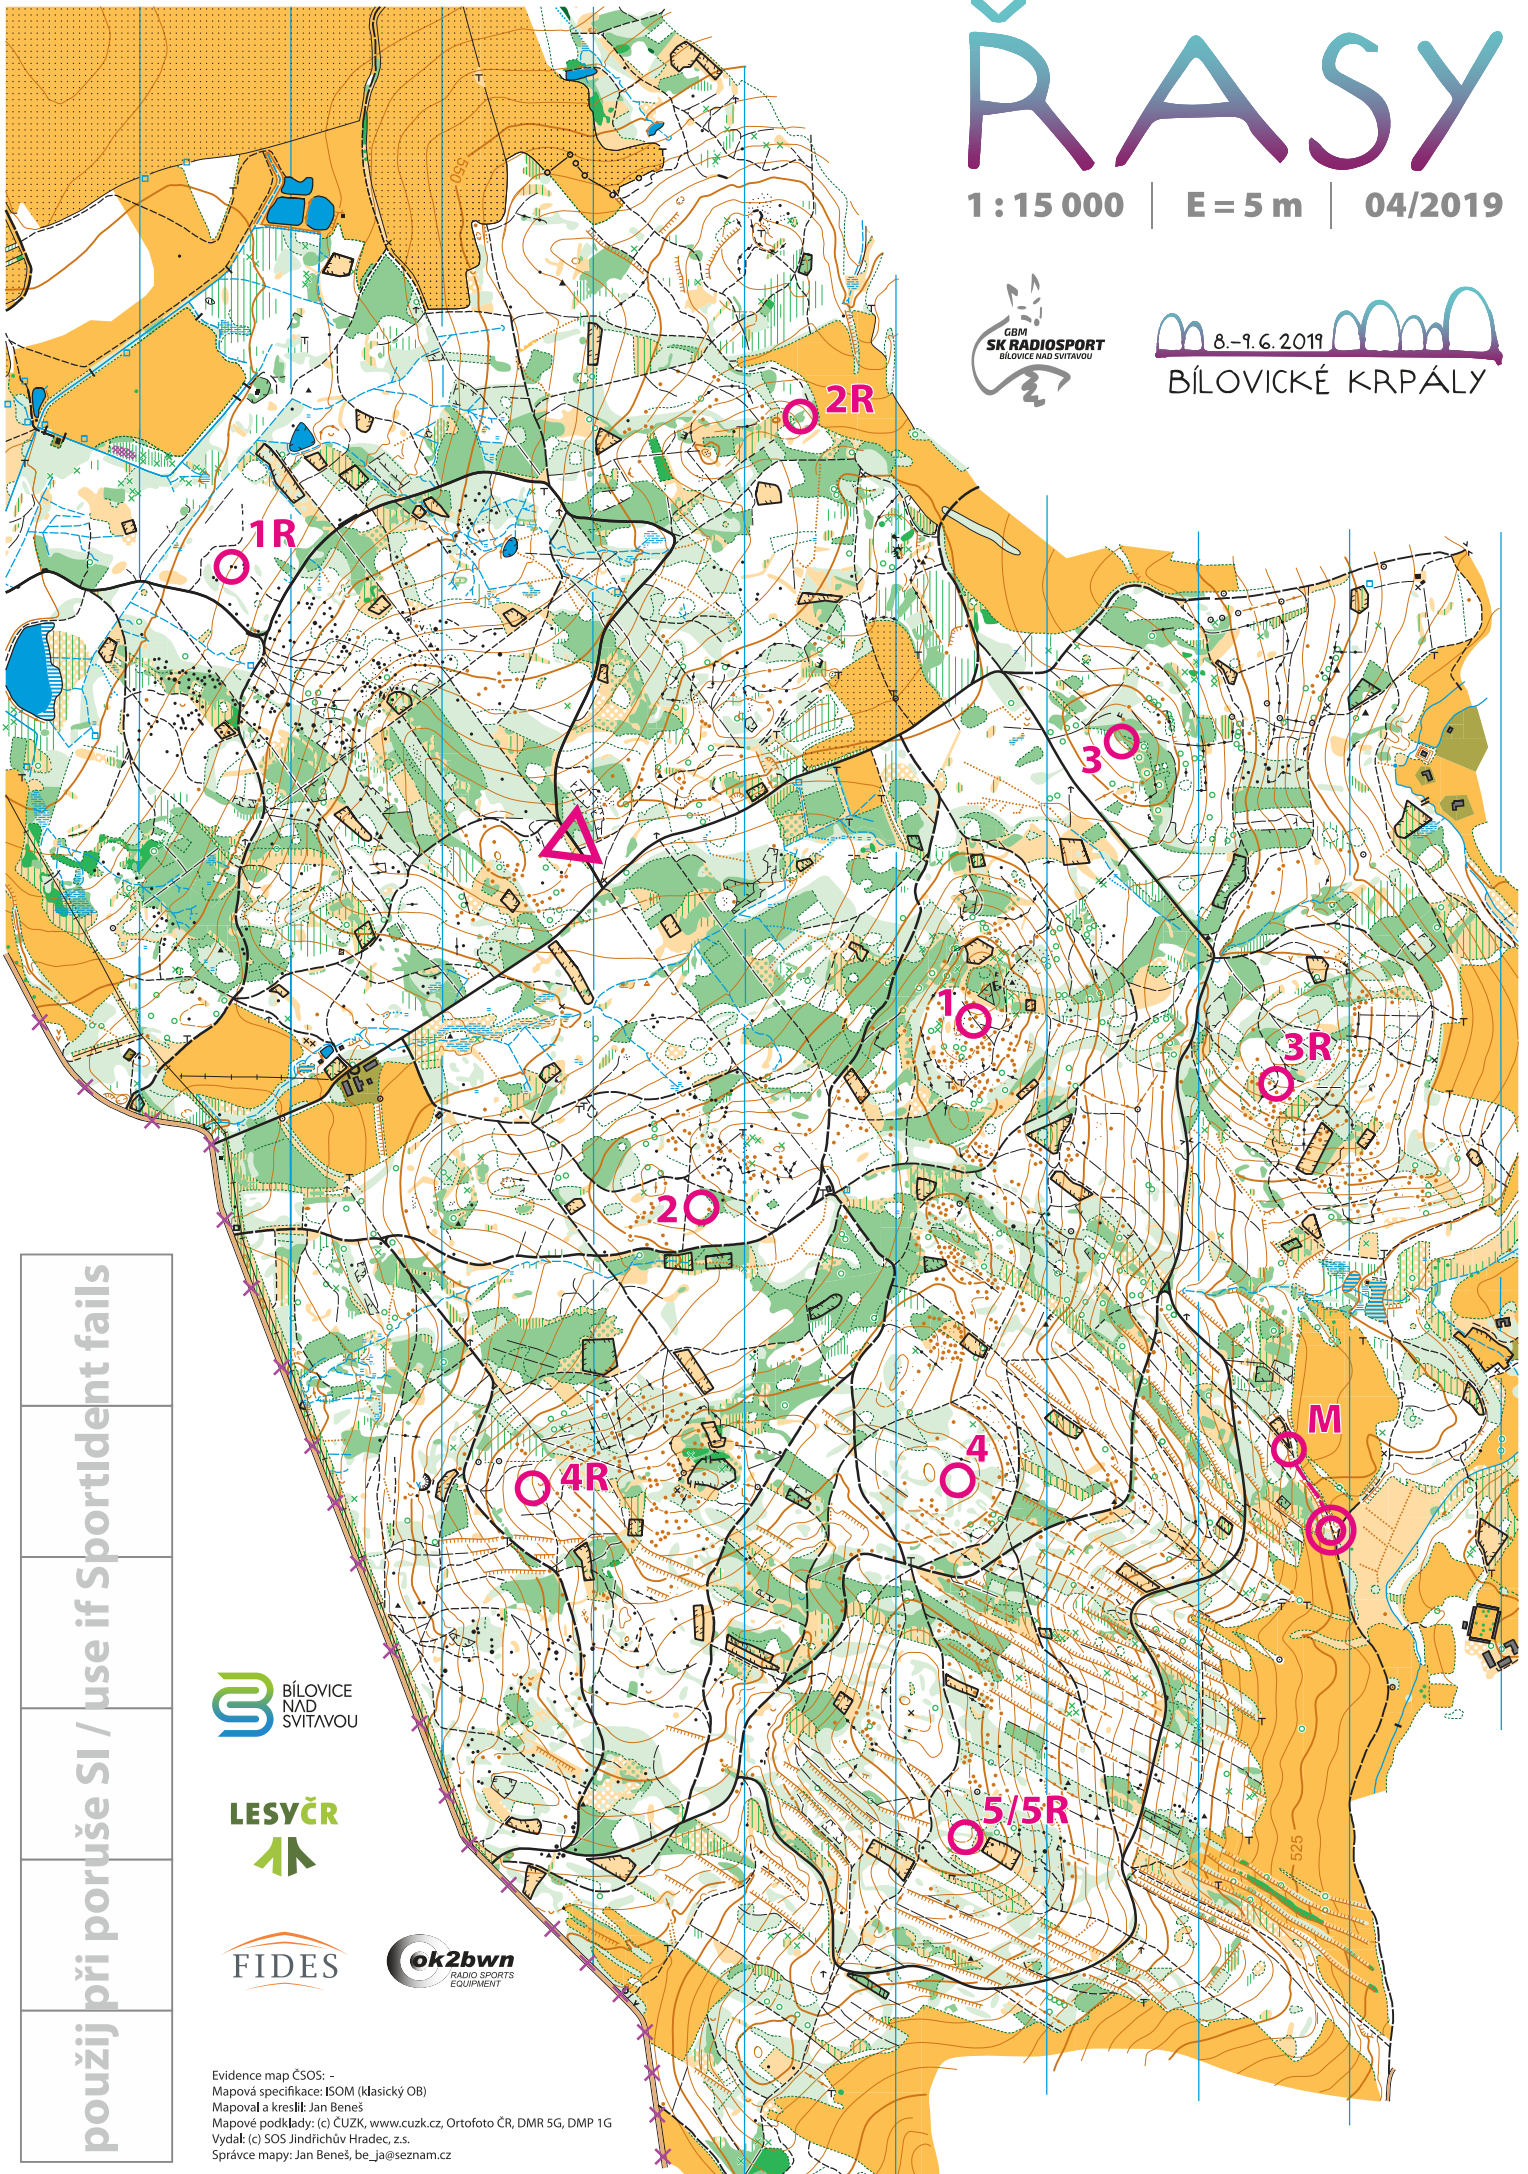 ŘASY
1 : 15 000 | E = 5 m | 04/2019
GBM
SK RADIOSPORT
BÍLOVICE NAD SVITAVOU
8.-9. 6. 2019
BÍLOVICKÉ KRPÁLY
550
2R
1R
3
1
3R
2
M
4
4R
5/5R
525
použij při poruše SI / use if SportIdent fails
BÍLOVICE
NAD
SVITAVOU
LESYČR
FIDES
ok2bwn
RADIO SPORTS
EQUIPMENT
Evidence map ČSOS: -
Mapová specifikace: ISOM (klasický OB)
Mapoval a kreslil: Jan Beneš
Mapové podklady: (c) ČUZK, www.cuzk.cz, Ortofoto ČR, DMR 5G, DMP 1G
Vydal: (c) SOS Jindřichův Hradec, z.s.
Správce mapy: Jan Beneš, be_ja@seznam.cz